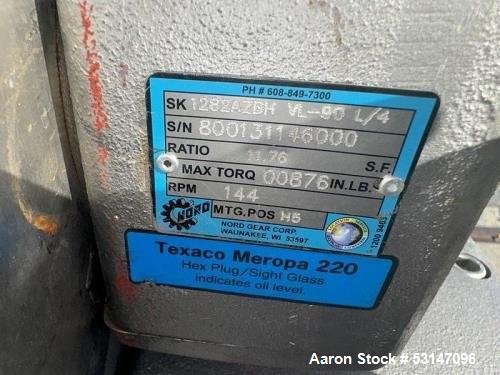 PH # 608-849-7300
SK 1282AZBH VL-90 L/4
S/N 800131146000
RATIO 11.76 S.F.
MAX TORQ 00876 IN.LB.S
RPM 144
MTG.POS H5
NORD
NORD GEAR CORP.
WAUNAKEE, WI. 53597
Texaco Meropa 220
Hex Plug/Sight Glass
indicates oil level.
Aaron Stock # 53147096